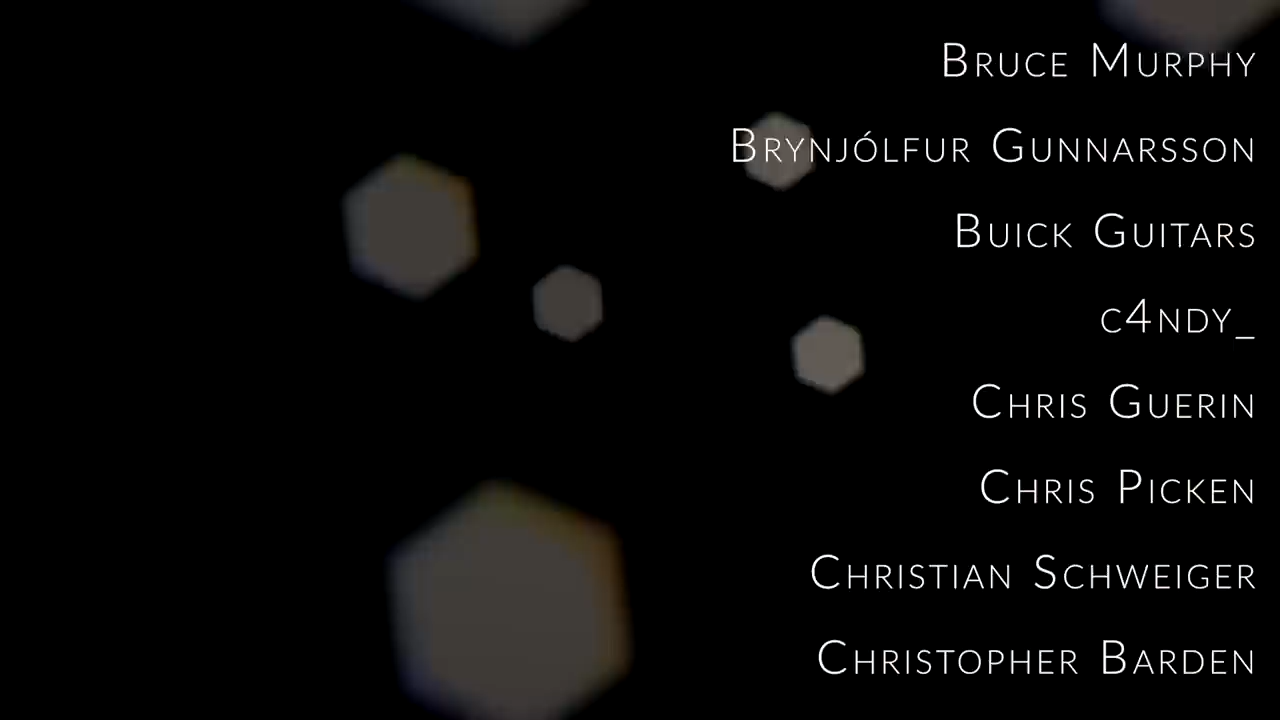 Bruce Murphy
Brynjólfur Gunnarsson
Buick Guitars
c4ndy_
Chris Guerin
Chris Picken
Christian Schweiger
Christopher Barden